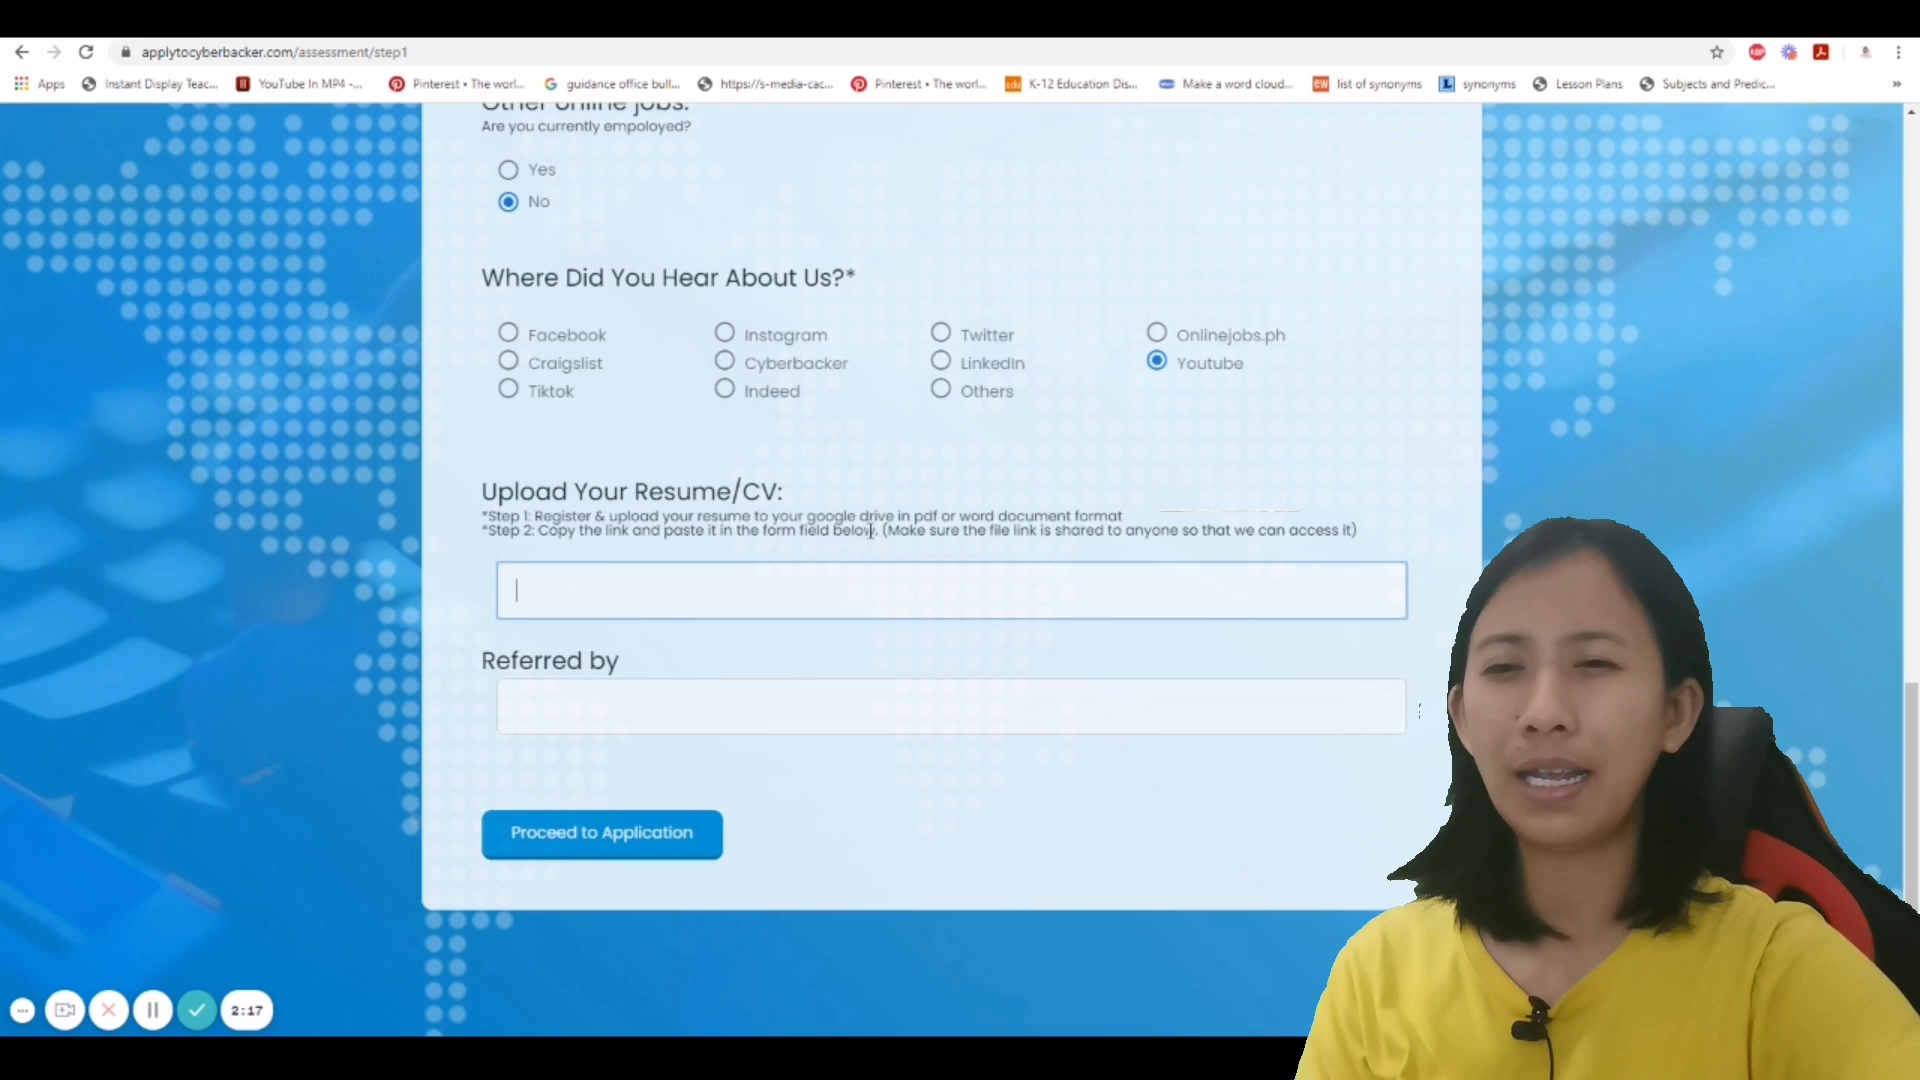 applytocyberbacker.com/assessment/step1
Apps
Instant Display Teac...
YouTube In MP4 -...
Pinterest • The worl...
guidance office bull...
https://s-media-cac...
Pinterest • The worl...
K-12 Education Dis...
Make a word cloud...
list of synonyms
synonyms
Lesson Plans
Subjects and Predic...
»
Other online jobs:
Are you currently empoloyed?
Yes
No
Where Did You Hear About Us?*
Facebook Instagram Twitter Onlinejobs.ph
Craigslist Cyberbacker LinkedIn Youtube
Tiktok Indeed Others
Upload Your Resume/CV:
*Step 1: Register & upload your resume to your google drive in pdf or word document format
*Step 2: Copy the link and paste it in the form field below. (Make sure the file link is shared to anyone so that we can access it)
Referred by
Proceed to Application
2:17